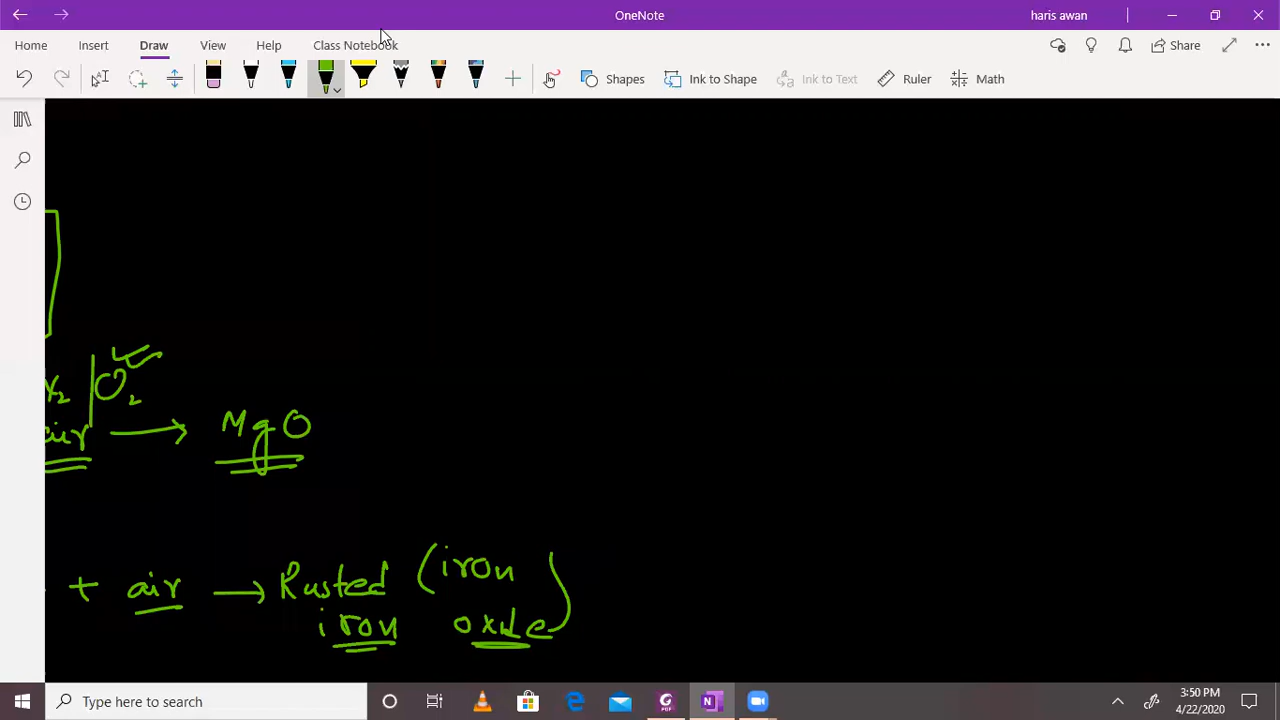 OneNote
haris awan
Home Insert Draw View Help Class Notebook Share
Shapes Ink to Shape Ink to Text Ruler Math
O2
air → MgO
+ air → Rusted (iron
iron oxide)
Type here to search
3:50 PM
4/22/2020